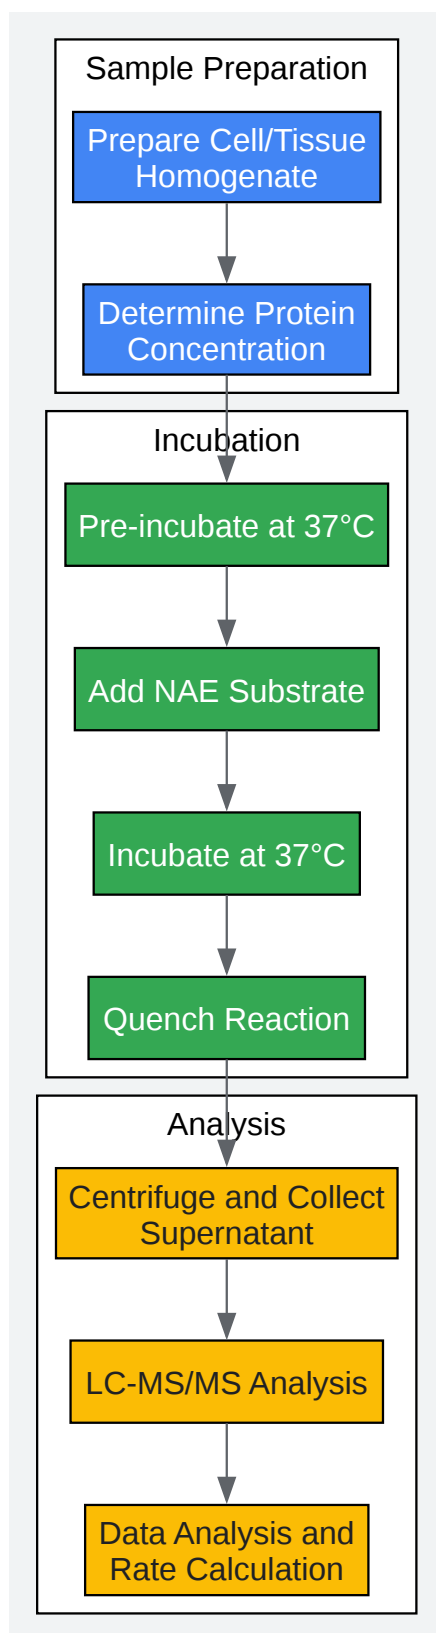 Sample Preparation
Prepare Cell/Tissue
Homogenate
Determine Protein
Concentration
Incubation
Pre-incubate at 37°C
Add NAE Substrate
Incubate at 37°C
Quench Reaction
Analysis
Centrifuge and Collect
Supernatant
LC-MS/MS Analysis
Data Analysis and
Rate Calculation